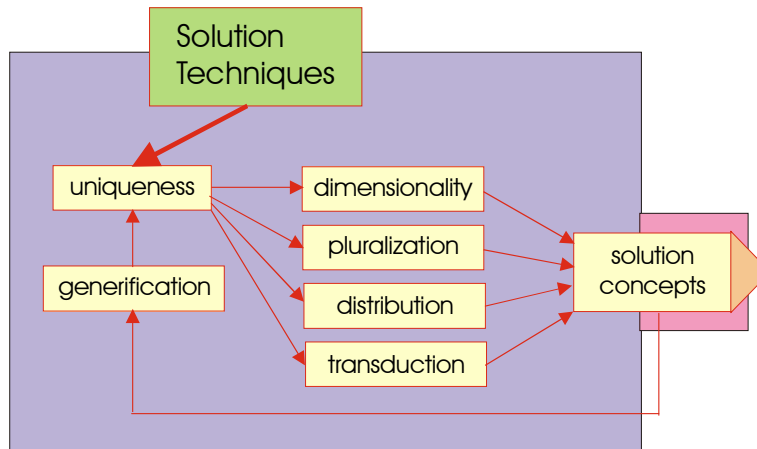 Solution
Techniques
uniqueness
dimensionality
pluralization
generification
distribution
transduction
solution
concepts